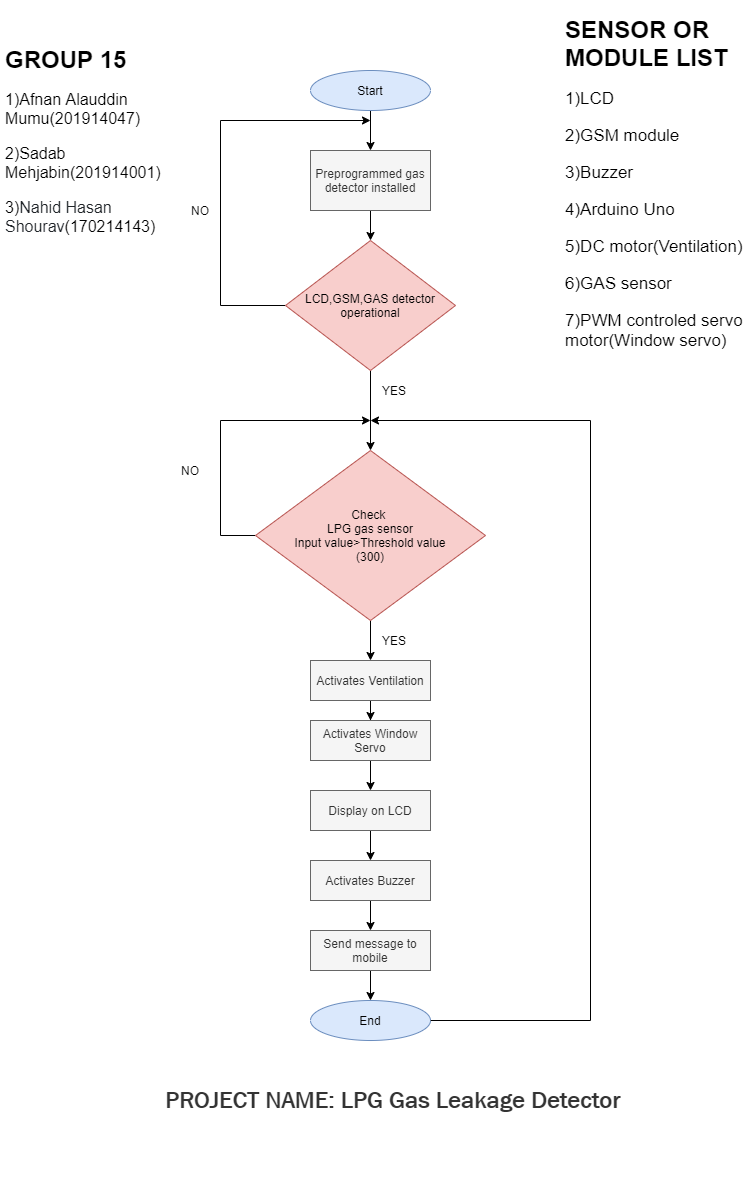 GROUP 15
1)Afnan Alauddin
Mumu(201914047)
2)Sadab
Mehjabin(201914001)
3)Nahid Hasan
Shourav(170214143)
SENSOR OR
MODULE LIST
1)LCD
2)GSM module
3)Buzzer
4)Arduino Uno
5)DC motor(Ventilation)
6)GAS sensor
7)PWM controled servo
motor(Window servo)
Start
Preprogrammed gas
detector installed
NO
LCD,GSM,GAS detector
operational
YES
NO
Check
LPG gas sensor
Input value>Threshold value
(300)
YES
Activates Ventilation
Activates Window
Servo
Display on LCD
Activates Buzzer
Send message to
mobile
End
PROJECT NAME: LPG Gas Leakage Detector